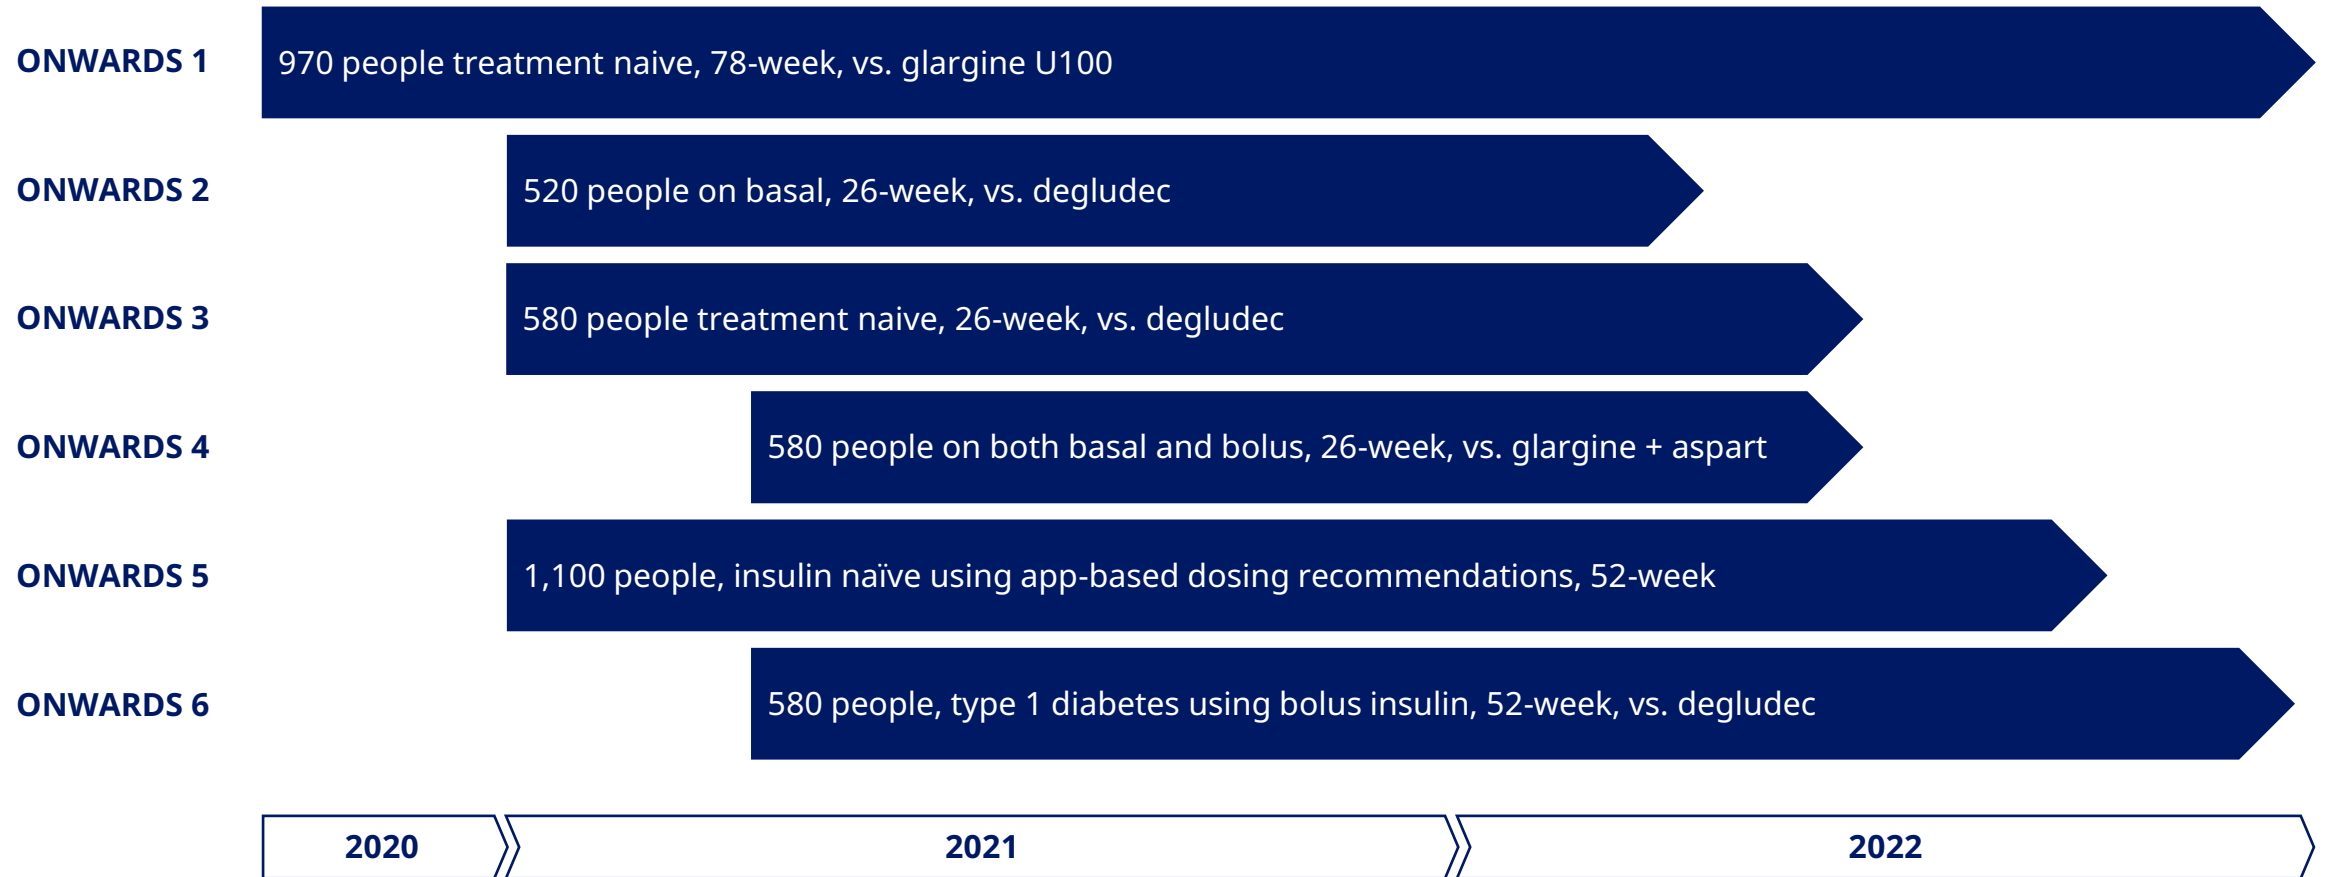 ONWARDS 1
970 people treatment naive, 78-week, vs. glargine U100
ONWARDS 2
520 people on basal, 26-week, vs. degludec
ONWARDS 3
580 people treatment naive, 26-week, vs. degludec
ONWARDS 4
580 people on both basal and bolus, 26-week, vs. glargine + aspart
ONWARDS 5
1,100 people, insulin naïve using app-based dosing recommendations, 52-week
ONWARDS 6
580 people, type 1 diabetes using bolus insulin, 52-week, vs. degludec
2020 2021 2022